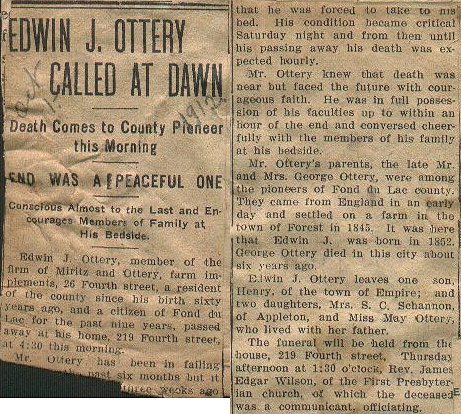 EDWIN J. OTTERY
CALLED AT DAWN
Death Comes to County Pioneer
this Morning
END WAS A PEACEFUL ONE
Conscious Almost to the Last and En-
courages Members of Family at
His Bedside.
Edwin J. Ottery, member of the
firm of Miritz and Ottery, farm im-
plements, 26 Fourth street, a resident
of the county since his birth sixty
years ago, and a citizen of Fond du
Lac for the past nine years, passed
away at his home, 219 Fourth street,
at 4:30 this morning.
Mr. Ottery has been in failing
the past six months but it
three weeks ago
that he was forced to take to his
bed. His condition became critical
Saturday night and from then until
his passing away his death was ex-
pected hourly.
Mr. Ottery knew that death was
near but faced the future with cour-
ageous faith. He was in full posses-
sion of his faculties up to within an
hour of the end and conversed cheer-
fully with the members of his family
at his bedside.
Mr. Ottery's parents, the late Mr.
and Mrs. George Ottery, were among
the pioneers of Fond du Lac county.
They came from England in an early
day and settled on a farm in the
town of Forest in 1845. It was here
that Edwin J. was born in 1852.
George Ottery died in this city about
six years ago.
Edwin J. Ottery leaves one son,
Henry, of the town of Empire; and
two daughters, Mrs. S. C. Schannon,
of Appleton, and Miss May Ottery,
who lived with her father.
The funeral will be held from the
house, 219 Fourth street, Thursday
afternoon at 1:30 o'clock, Rev. James
Edgar Wilson, of the First Presbyter-
ian church, of which the deceased
was a communicant, officiating.